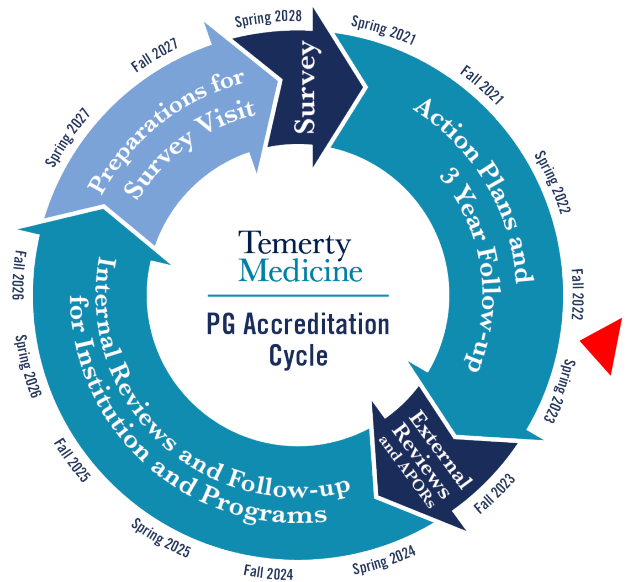 Spring 2028
Spring 2021
Fall 2021
Spring 2022
Fall 2022
Spring 2023
Fall 2023
Spring 2024
Fall 2024
Spring 2025
Fall 2025
Spring 2026
Fall 2026
Spring 2027
Fall 2027
Survey
Action Plans and
3 Year Follow-up
External
Reviews
and APORs
Internal Reviews and Follow-up
for Institution and Programs
Preparations for
Survey Visit
Temerty
Medicine
PG Accreditation
Cycle